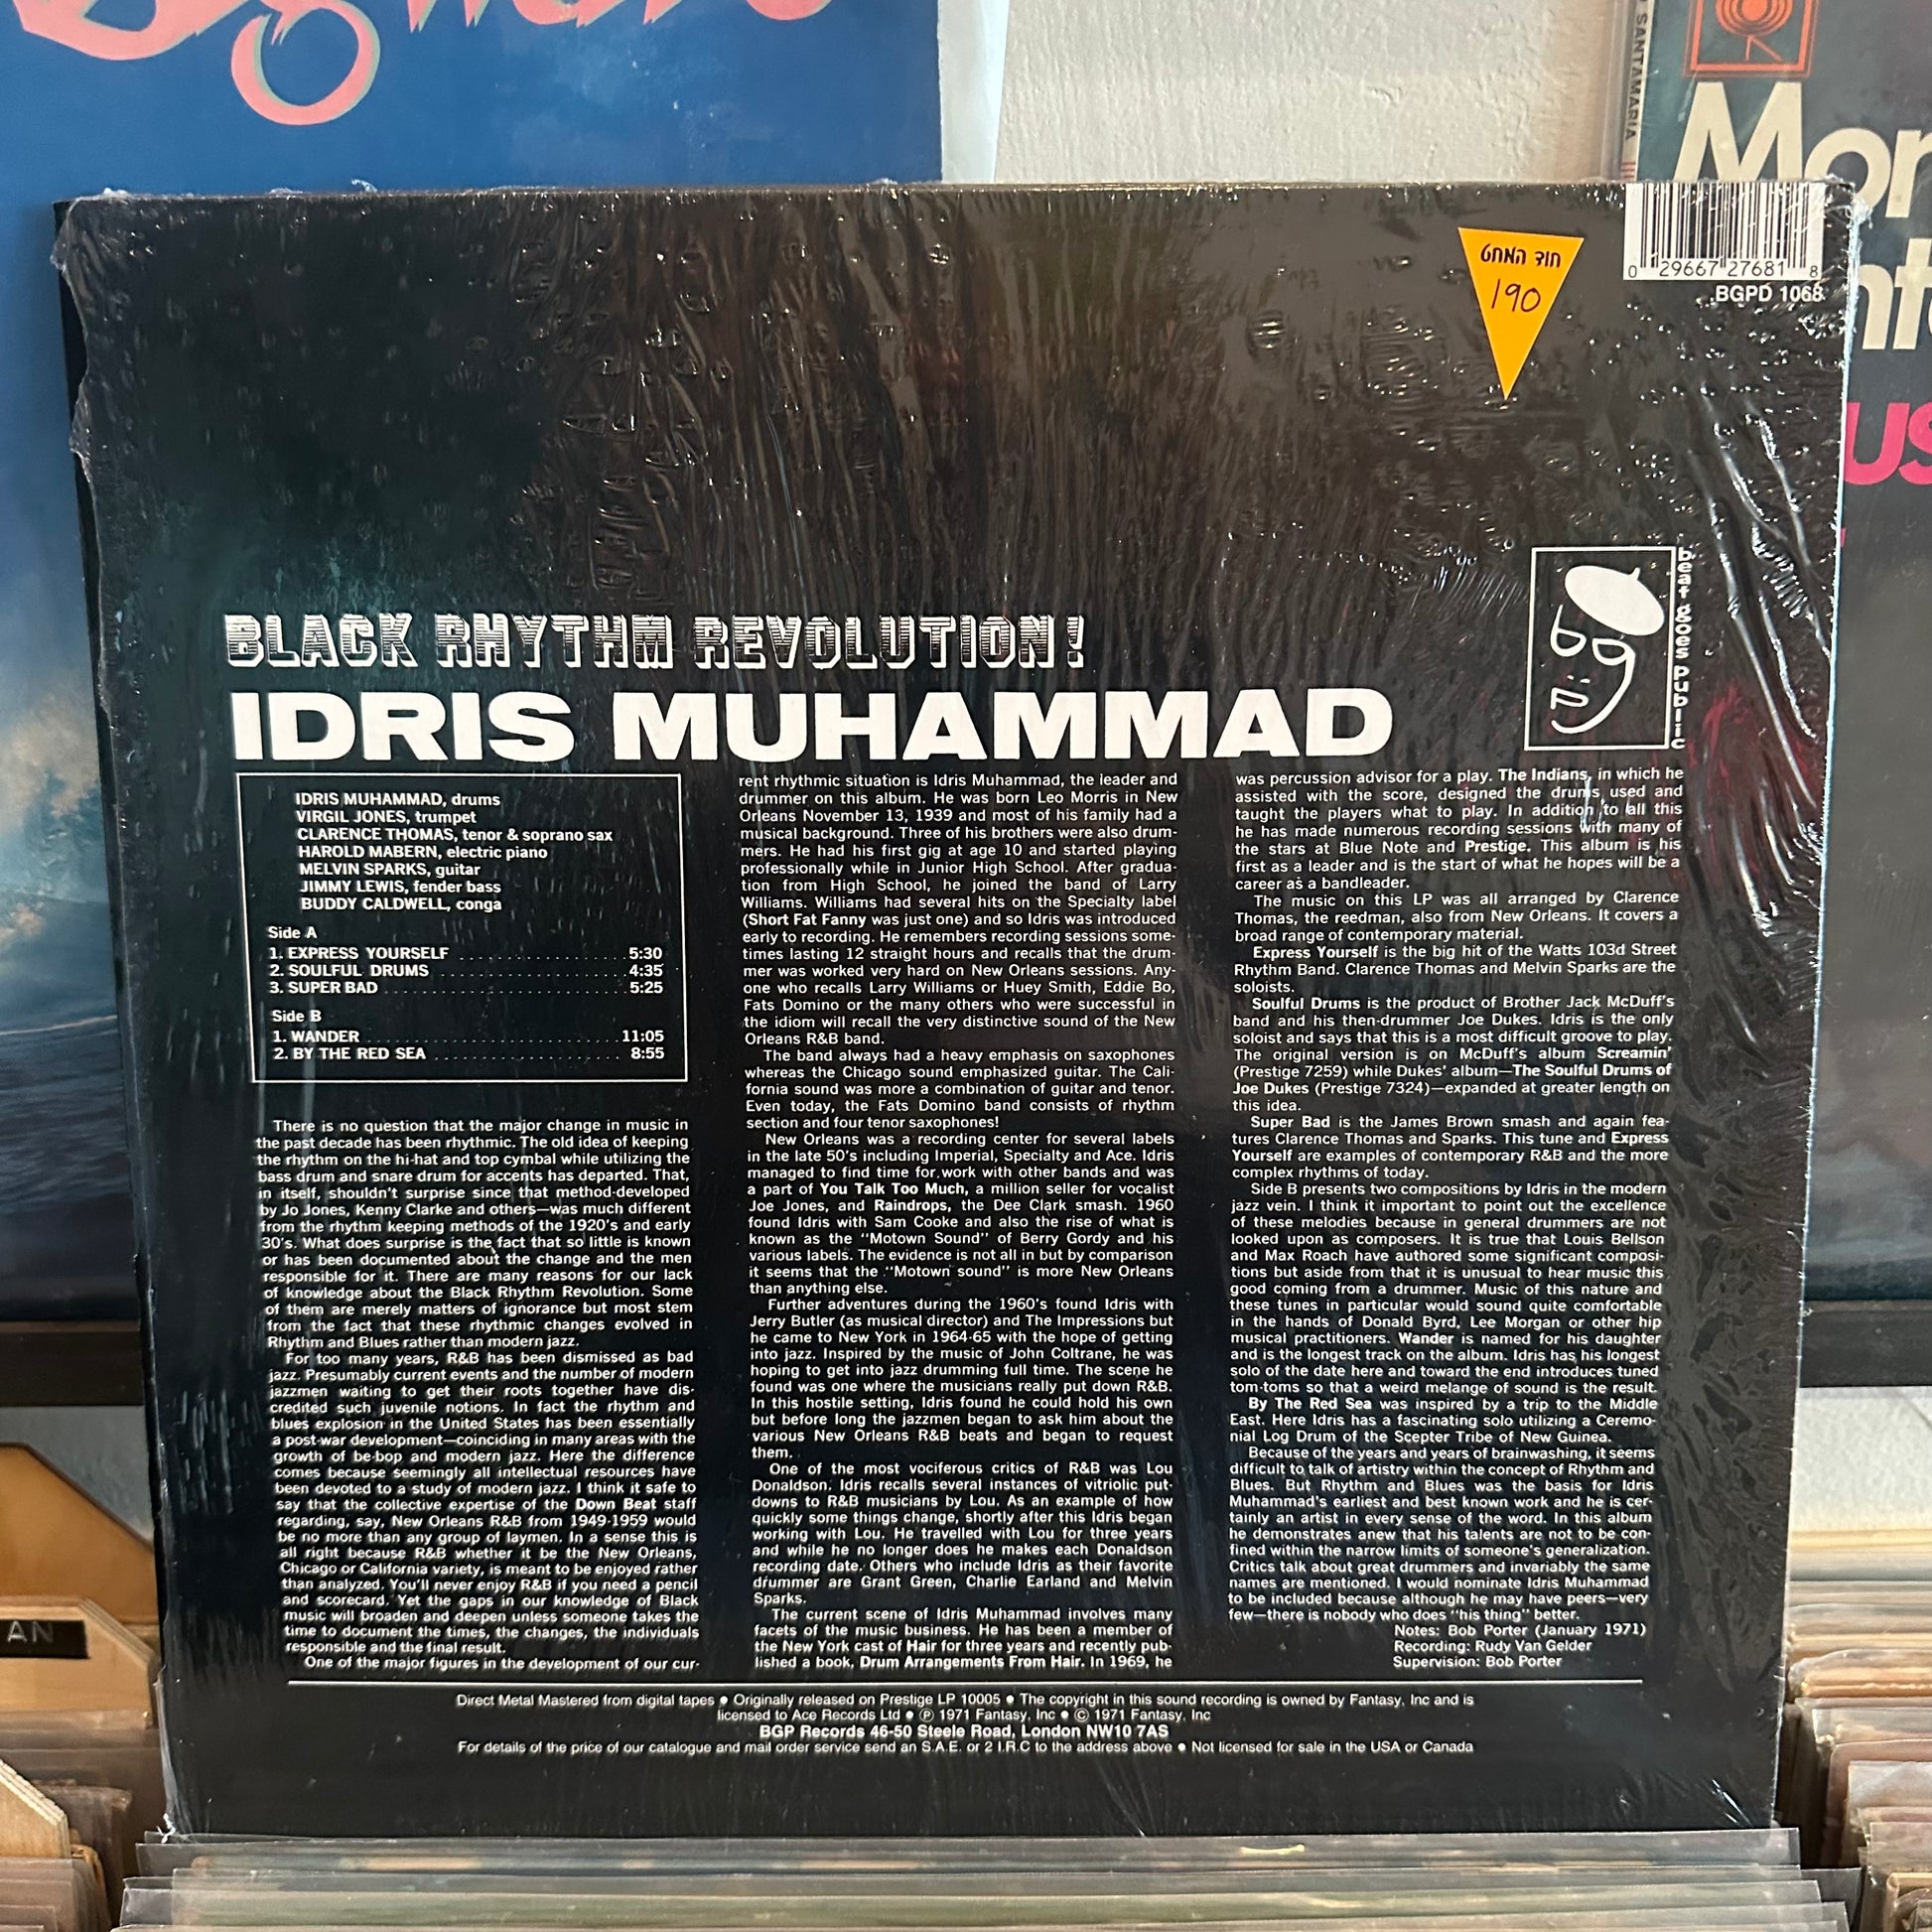 SANTAMARIA
Mon
חוד המחט
190
0 29667 27681 8
BGPD 1068
beat goes public
BLACK RHYTHM REVOLUTION!
IDRIS MUHAMMAD
IDRIS MUHAMMAD, drums
VIRGIL JONES, trumpet
CLARENCE THOMAS, tenor & soprano sax
HAROLD MABERN, electric piano
MELVIN SPARKS, guitar
JIMMY LEWIS, fender bass
BUDDY CALDWELL, conga
Side A
1. EXPRESS YOURSELF 5:30
2. SOULFUL DRUMS 4:35
3. SUPER BAD 5:25
Side B
1. WANDER 11:05
2. BY THE RED SEA 8:55
There is no question that the major change in music in
the past decade has been rhythmic. The old idea of keeping
the rhythm on the hi-hat and top cymbal while utilizing the
bass drum and snare drum for accents has departed. That,
in itself, shouldn't surprise since that method-developed
by Jo Jones, Kenny Clarke and others—was much different
from the rhythm keeping methods of the 1920's and early
30's. What does surprise is the fact that so little is known
or has been documented about the change and the men
responsible for it. There are many reasons for our lack
of knowledge about the Black Rhythm Revolution. Some
of them are merely matters of ignorance but most stem
from the fact that these rhythmic changes evolved in
Rhythm and Blues rather than modern jazz.
For too many years, R&B has been dismissed as bad
jazz. Presumably current events and the number of modern
jazzmen waiting to get their roots together have dis-
credited such juvenile notions. In fact the rhythm and
blues explosion in the United States has been essentially
a post-war development—coinciding in many areas with the
growth of be-bop and modern jazz. Here the difference
comes because seemingly all intellectual resources have
been devoted to a study of modern jazz. I think it safe to
say that the collective expertise of the Down Beat staff
regarding, say, New Orleans R&B from 1949-1959 would
be no more than any group of laymen. In a sense this is
all right because R&B whether it be the New Orleans,
Chicago or California variety, is meant to be enjoyed rather
than analyzed. You'll never enjoy R&B if you need a pencil
and scorecard. Yet the gaps in our knowledge of Black
music will broaden and deepen unless someone takes the
time to document the times, the changes, the individuals
responsible and the final result.
One of the major figures in the development of our cur-
rent rhythmic situation is Idris Muhammad, the leader and
drummer on this album. He was born Leo Morris in New
Orleans November 13, 1939 and most of his family had a
musical background. Three of his brothers were also drum-
mers. He had his first gig at age 10 and started playing
professionally while in Junior High School. After gradua-
tion from High School, he joined the band of Larry
Williams. Williams had several hits on the Specialty label
(Short Fat Fanny was just one) and so Idris was introduced
early to recording. He remembers recording sessions some-
times lasting 12 straight hours and recalls that the drum-
mer was worked very hard on New Orleans sessions. Any-
one who recalls Larry Williams or Huey Smith, Eddie Bo,
Fats Domino or the many others who were successful in
the idiom will recall the very distinctive sound of the New
Orleans R&B band.
The band always had a heavy emphasis on saxophones
whereas the Chicago sound emphasized guitar. The Cali-
fornia sound was more a combination of guitar and tenor.
Even today, the Fats Domino band consists of rhythm
section and four tenor saxophones!
New Orleans was a recording center for several labels
in the late 50's including Imperial, Specialty and Ace. Idris
managed to find time for work with other bands and was
a part of You Talk Too Much, a million seller for vocalist
Joe Jones, and Raindrops, the Dee Clark smash. 1960
found Idris with Sam Cooke and also the rise of what is
known as the "Motown Sound" of Berry Gordy and his
various labels. The evidence is not all in but by comparison
it seems that the "Motown sound" is more New Orleans
than anything else.
Further adventures during the 1960's found Idris with
Jerry Butler (as musical director) and The Impressions but
he came to New York in 1964-65 with the hope of getting
into jazz. Inspired by the music of John Coltrane, he was
hoping to get into jazz drumming full time. The scene he
found was one where the musicians really put down R&B.
In this hostile setting, Idris found he could hold his own
but before long the jazzmen began to ask him about the
various New Orleans R&B beats and began to request
them.
One of the most vociferous critics of R&B was Lou
Donaldson. Idris recalls several instances of vitriolic put-
downs to R&B musicians by Lou. As an example of how
quickly some things change, shortly after this Idris began
working with Lou. He travelled with Lou for three years
and while he no longer does he makes each Donaldson
recording date. Others who include Idris as their favorite
drummer are Grant Green, Charlie Earland and Melvin
Sparks.
The current scene of Idris Muhammad involves many
facets of the music business. He has been a member of
the New York cast of Hair for three years and recently pub-
lished a book, Drum Arrangements From Hair. In 1969, he
was percussion advisor for a play. The Indians, in which he
assisted with the score, designed the drums used and
taught the players what to play. In addition to all this
he has made numerous recording sessions with many of
the stars at Blue Note and Prestige. This album is his
first as a leader and is the start of what he hopes will be a
career as a bandleader.
The music on this LP was all arranged by Clarence
Thomas, the reedman, also from New Orleans. It covers a
broad range of contemporary material.
Express Yourself is the big hit of the Watts 103d Street
Rhythm Band. Clarence Thomas and Melvin Sparks are the
soloists.
Soulful Drums is the product of Brother Jack McDuff's
band and his then-drummer Joe Dukes. Idris is the only
soloist and says that this is a most difficult groove to play.
The original version is on McDuff's album Screamin'
(Prestige 7259) while Dukes' album—The Soulful Drums of
Joe Dukes (Prestige 7324)—expanded at greater length on
this idea.
Super Bad is the James Brown smash and again fea-
tures Clarence Thomas and Sparks. This tune and Express
Yourself are examples of contemporary R&B and the more
complex rhythms of today.
Side B presents two compositions by Idris in the modern
jazz vein. I think it important to point out the excellence
of these melodies because in general drummers are not
looked upon as composers. It is true that Louis Bellson
and Max Roach have authored some significant composi-
tions but aside from that it is unusual to hear music this
good coming from a drummer. Music of this nature and
these tunes in particular would sound quite comfortable
in the hands of Donald Byrd, Lee Morgan or other hip
musical practitioners. Wander is named for his daughter
and is the longest track on the album. Idris has his longest
solo of the date here and toward the end introduces tuned
tom-toms so that a weird melange of sound is the result.
By The Red Sea was inspired by a trip to the Middle
East. Here Idris has a fascinating solo utilizing a Ceremo-
nial Log Drum of the Scepter Tribe of New Guinea.
Because of the years and years of brainwashing, it seems
difficult to talk of artistry within the concept of Rhythm and
Blues. But Rhythm and Blues was the basis for Idris
Muhammad's earliest and best known work and he is cer-
tainly an artist in every sense of the word. In this album
he demonstrates anew that his talents are not to be con-
fined within the narrow limits of someone's generalization.
Critics talk about great drummers and invariably the same
names are mentioned. I would nominate Idris Muhammad
to be included because although he may have peers—very
few—there is nobody who does "his thing" better.
Notes: Bob Porter (January 1971)
Recording: Rudy Van Gelder
Supervision: Bob Porter
Direct Metal Mastered from digital tapes ● Originally released on Prestige LP 10005 ● The copyright in this sound recording is owned by Fantasy, Inc and is
licensed to Ace Records Ltd ● ℗ 1971 Fantasy, Inc ● © 1971 Fantasy, Inc
BGP Records 46-50 Steele Road, London NW10 7AS
For details of the price of our catalogue and mail order service send an S.A.E. or 2 I.R.C to the address above ● Not licensed for sale in the USA or Canada
AN